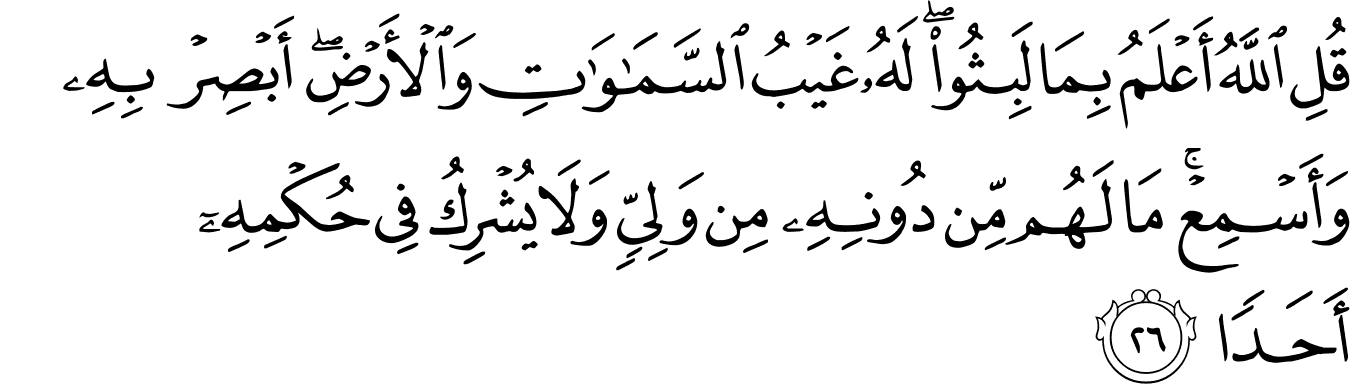 قُلِ ٱللَّهُ أَعْلَمُ بِمَا لَبِثُوا۟ ۖ لَهُۥ غَيْبُ ٱلسَّمَـٰوَٰتِ وَٱلْأَرْضِ ۖ أَبْصِرْ بِهِۦ
وَأَسْمِعْ ۚ مَا لَهُم مِّن دُونِهِۦ مِن وَلِىٍّ وَلَا يُشْرِكُ فِى حُكْمِهِۦٓ
أَحَدًا ٢٦